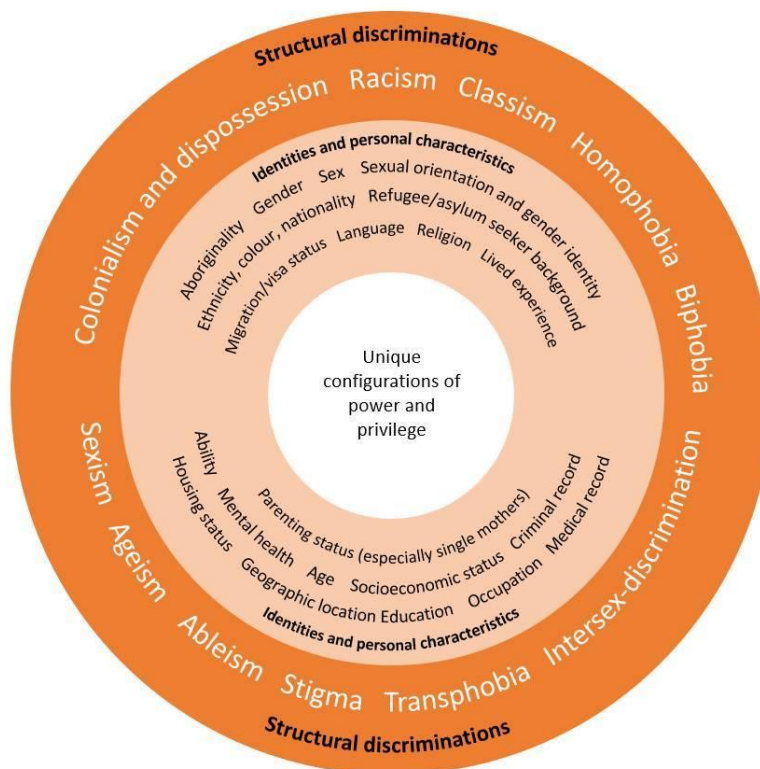 Structural discriminations
Colonialism and dispossession Racism Classism Homophobia Biphobia
Identities and personal characteristics
Aboriginality Gender Sex Sexual orientation and gender identity
Ethnicity, colour, nationality Refugee/asylum seeker background
Migration/visa status Language Religion Lived experience
Unique
configurations of
power and
privilege
Parenting status (especially single mothers)
Ability Mental health Age Socioeconomic status Criminal record
Housing status Geographic location Education Occupation Medical record
Identities and personal characteristics
Sexism Ageism Ableism Stigma Transphobia Intersex-discrimination
Structural discriminations